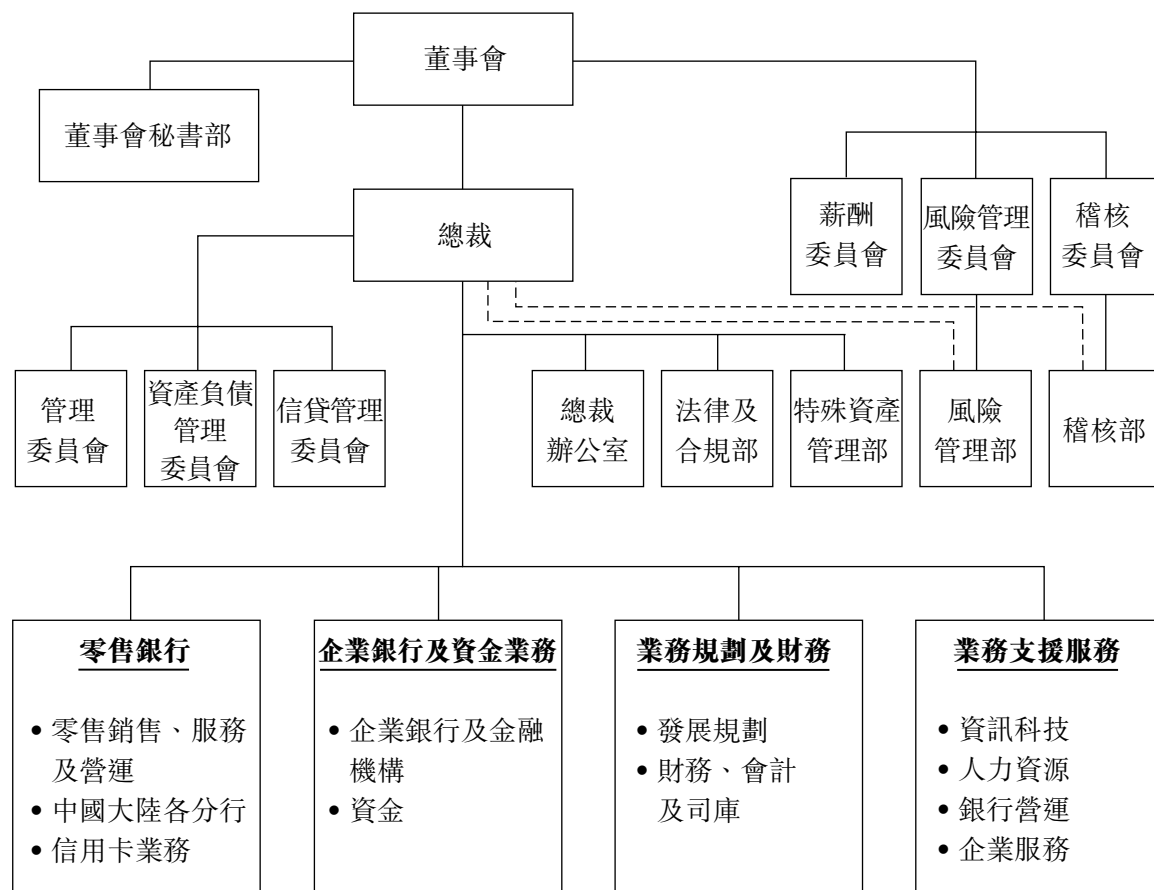 董事會
董事會秘書部
總裁
薪酬
委員會
風險管理
委員會
稽核
委員會
管理
委員會
資產負債
管理
委員會
信貸管理
委員會
總裁
辦公室
法律及
合規部
特殊資產
管理部
風險
管理部
稽核部
零售銀行
• 零售銷售、服務
及營運
• 中國大陸各分行
• 信用卡業務
企業銀行及資金業務
• 企業銀行及金融
機構
• 資金
業務規劃及財務
• 發展規劃
• 財務、會計
及司庫
業務支援服務
• 資訊科技
• 人力資源
• 銀行營運
• 企業服務